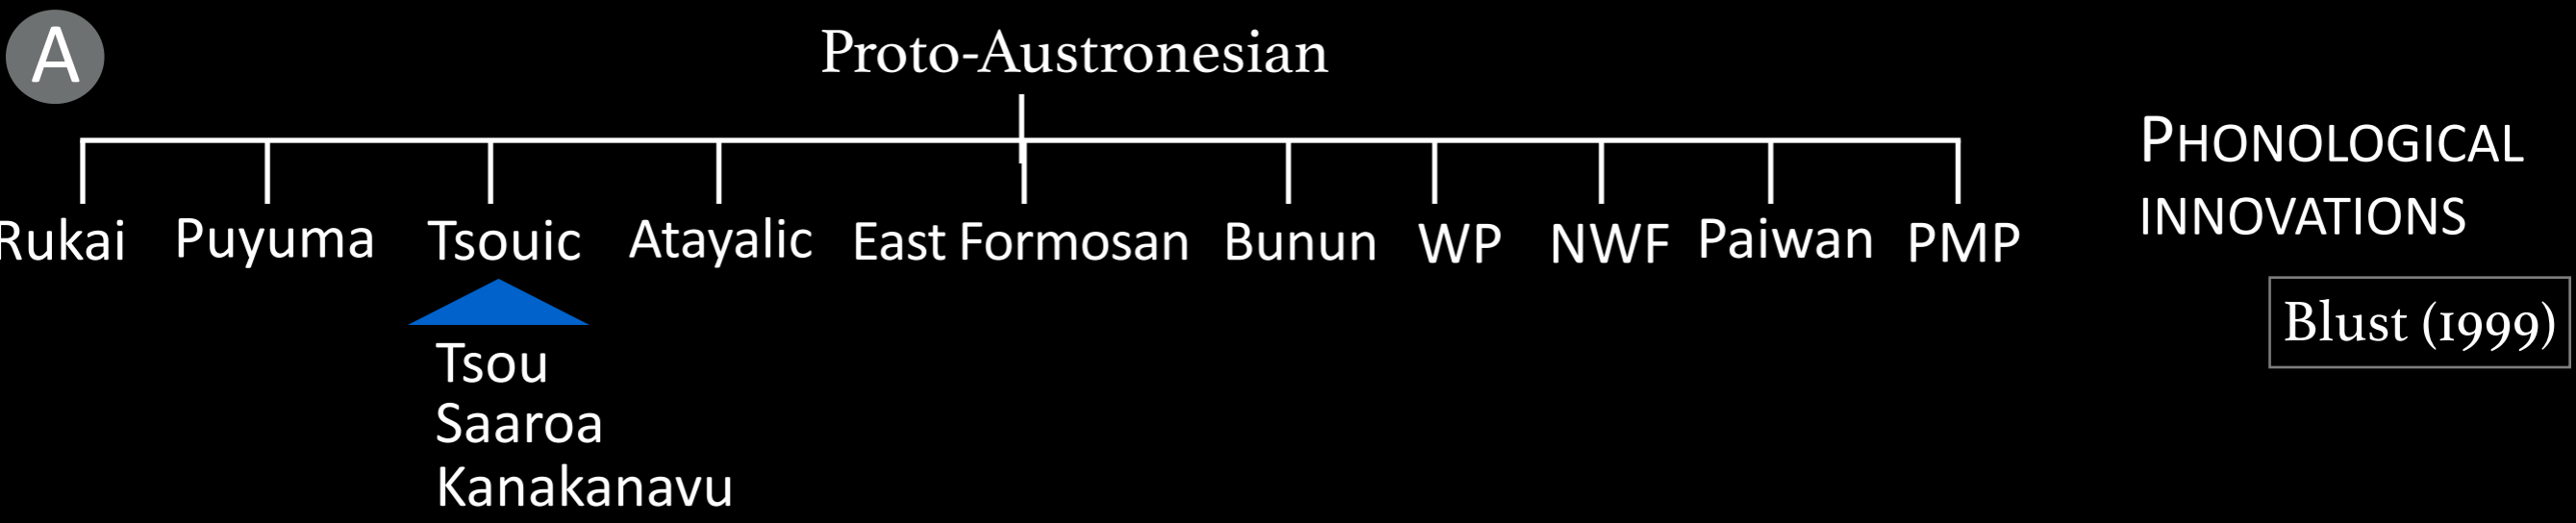 A
Proto-Austronesian
Rukai Puyuma Tsouic Atayalic East Formosan Bunun WP NWF Paiwan PMP
Tsou
Saaroa
Kanakanavu
PHONOLOGICAL
INNOVATIONS
Blust (1999)